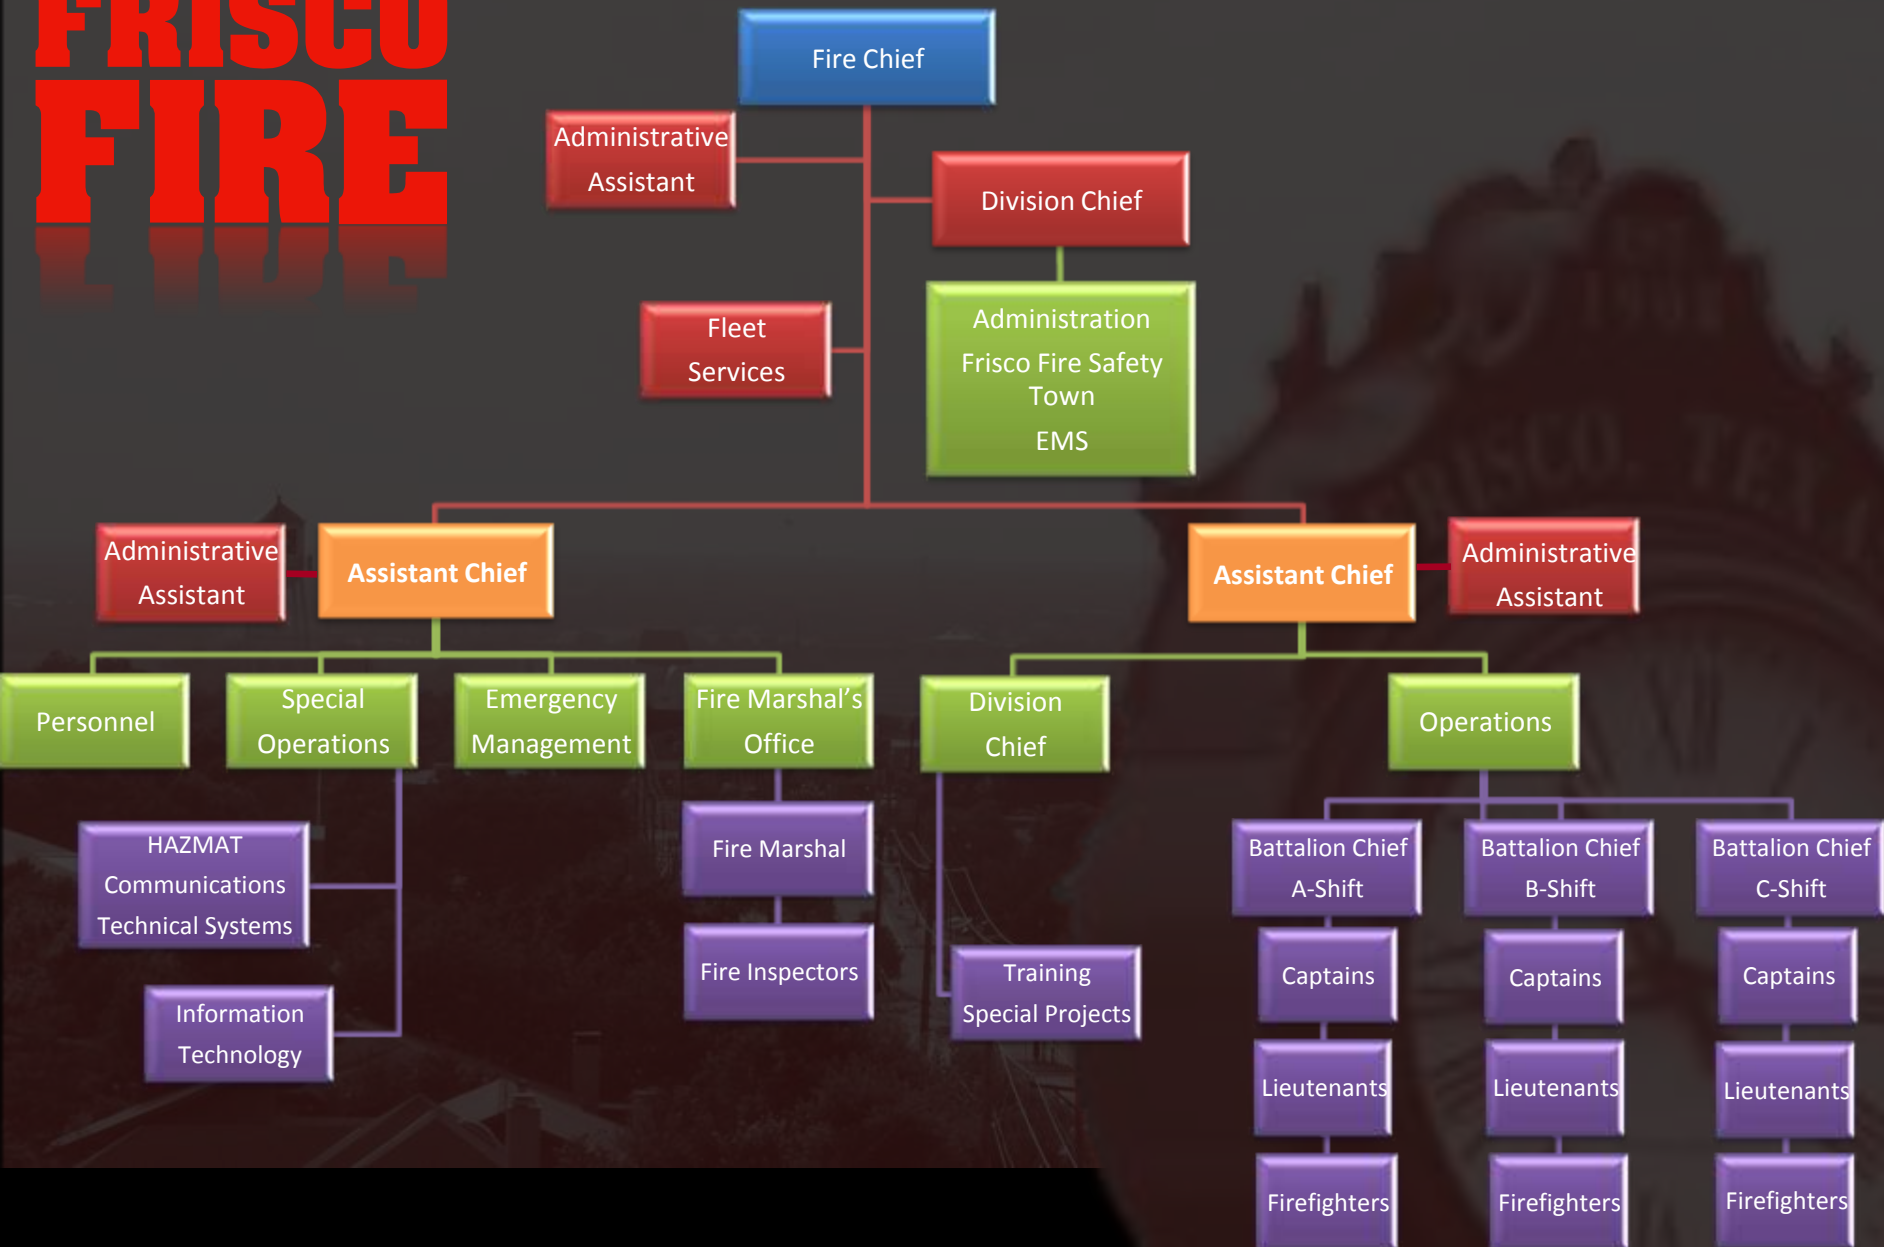 FRISCO
FIRE
Fire Chief
Administrative
Assistant
Division Chief
Fleet
Services
Administration
Frisco Fire Safety
Town
EMS
Administrative
Assistant
Assistant Chief
Assistant Chief
Administrative
Assistant
Personnel
Special
Operations
Emergency
Management
Fire Marshal's
Office
Division
Chief
Operations
HAZMAT
Communications
Technical Systems
Information
Technology
Fire Marshal
Fire Inspectors
Training
Special Projects
Battalion Chief
A-Shift
Captains
Lieutenants
Firefighters
Battalion Chief
B-Shift
Captains
Lieutenants
Firefighters
Battalion Chief
C-Shift
Captains
Lieutenants
Firefighters
FRISCO, TEX